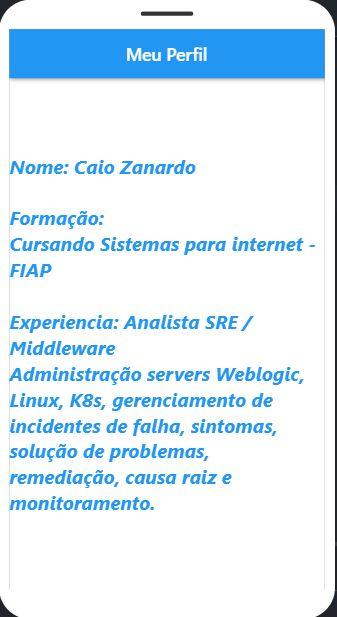 Meu Perfil
Nome: Caio Zanardo
Formação:
Cursando Sistemas para internet -
FIAP
Experiencia: Analista SRE /
Middleware
Administração servers Weblogic,
Linux, K8s, gerenciamento de
incidentes de falha, sintomas,
solução de problemas,
remediação, causa raiz e
monitoramento.